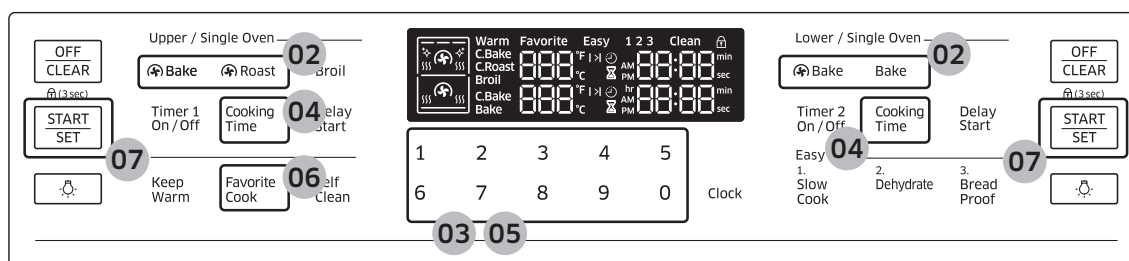 Upper / Single Oven
02
OFF
CLEAR
Bake Roast Broil
(3 sec)
START
SET
07
Timer 1
On / Off
Cooking
Time
04
Delay
Start
Keep
Warm
Favorite
Cook
06
Self
Clean
Warm Favorite Easy 1 2 3 Clean
C.Bake
C.Roast
Broil
888 °F °C AM PM 88:88 min sec
C.Bake
Bake
888 °F °C hr AM PM 88:88 min sec
1 2 3 4 5
6 7 8 9 0 Clock
03 05
Lower / Single Oven
02
Bake Bake
OFF
CLEAR
(3 sec)
START
SET
07
Timer 2
On / Off
Cooking
Time
04
Delay
Start
Easy
1.
Slow
Cook
2.
Dehydrate
3.
Bread
Proof